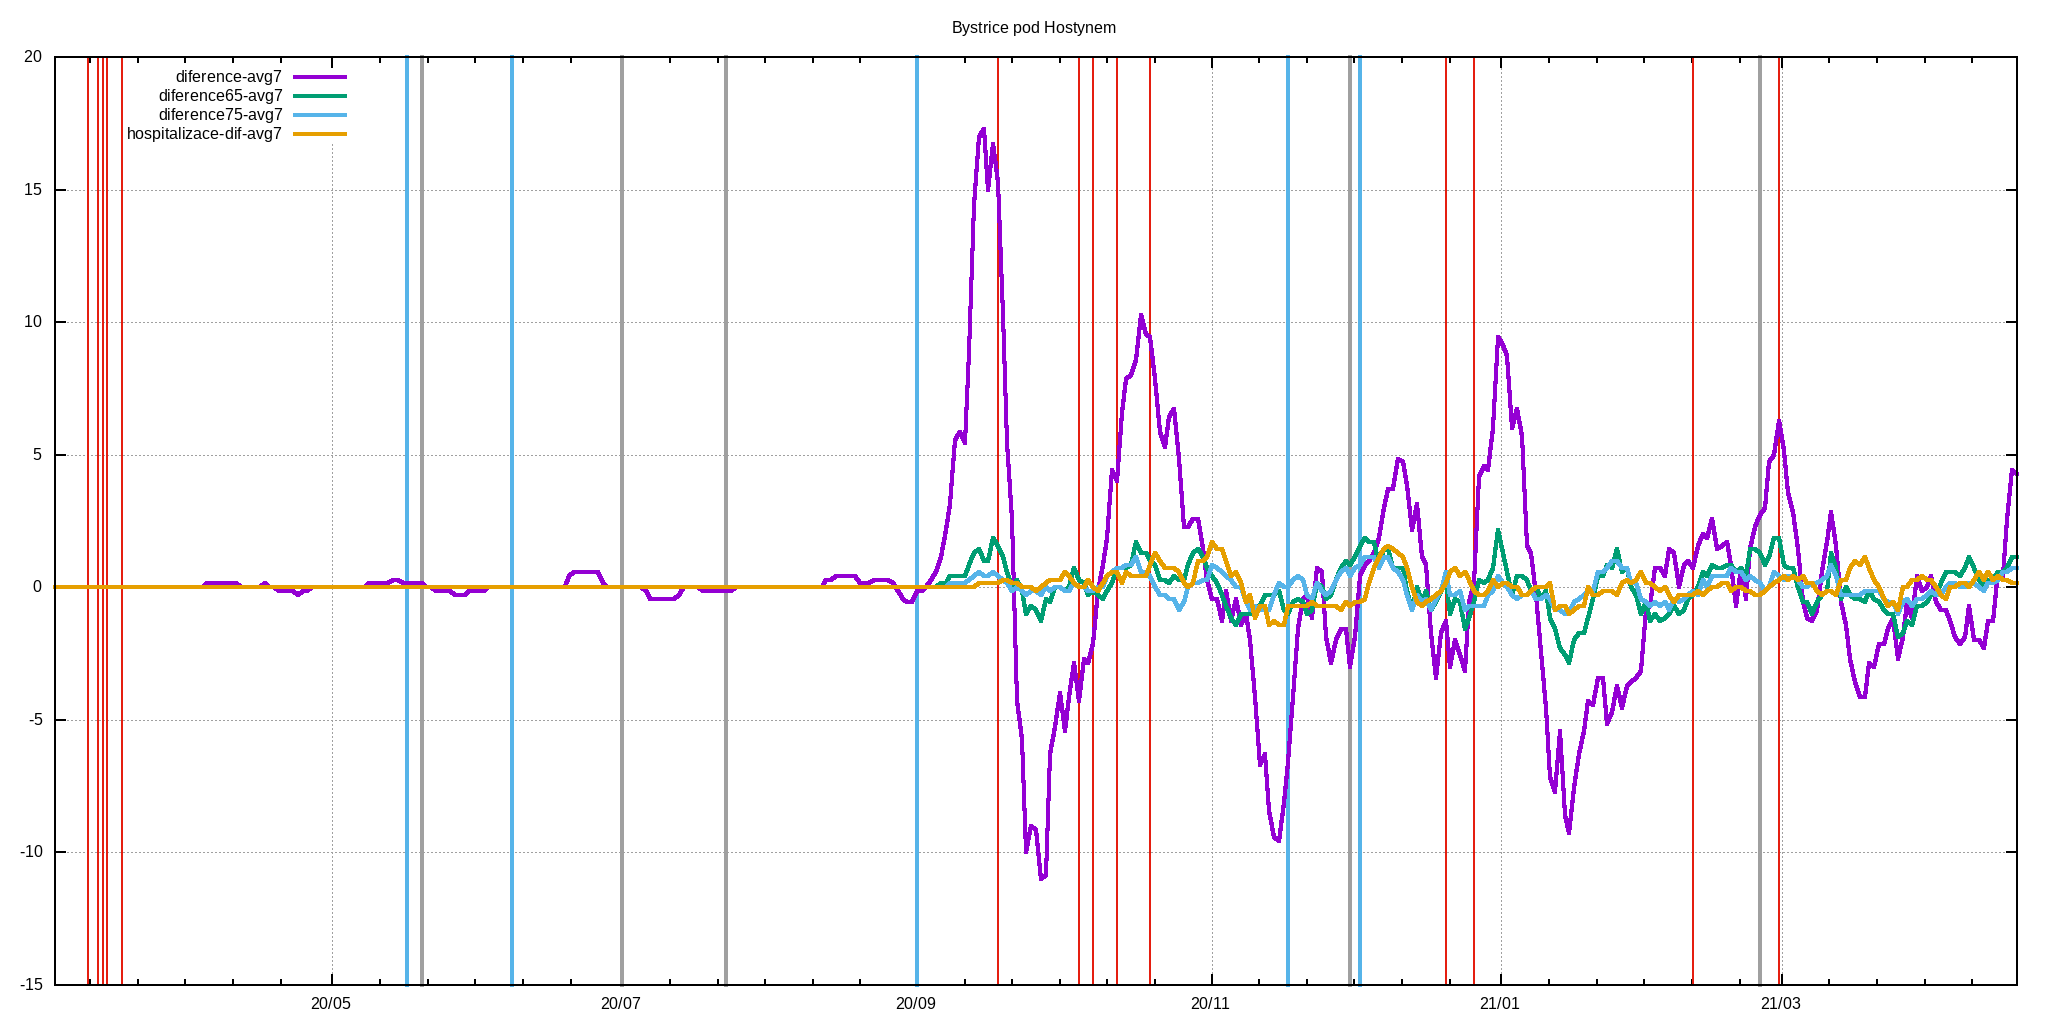 Bystrice pod Hostynem
20
15
10
5
0
-5
-10
-15
diference-avg7
diference65-avg7
diference75-avg7
hospitalizace-dif-avg7
20/05 20/07 20/09 20/11 21/01 21/03